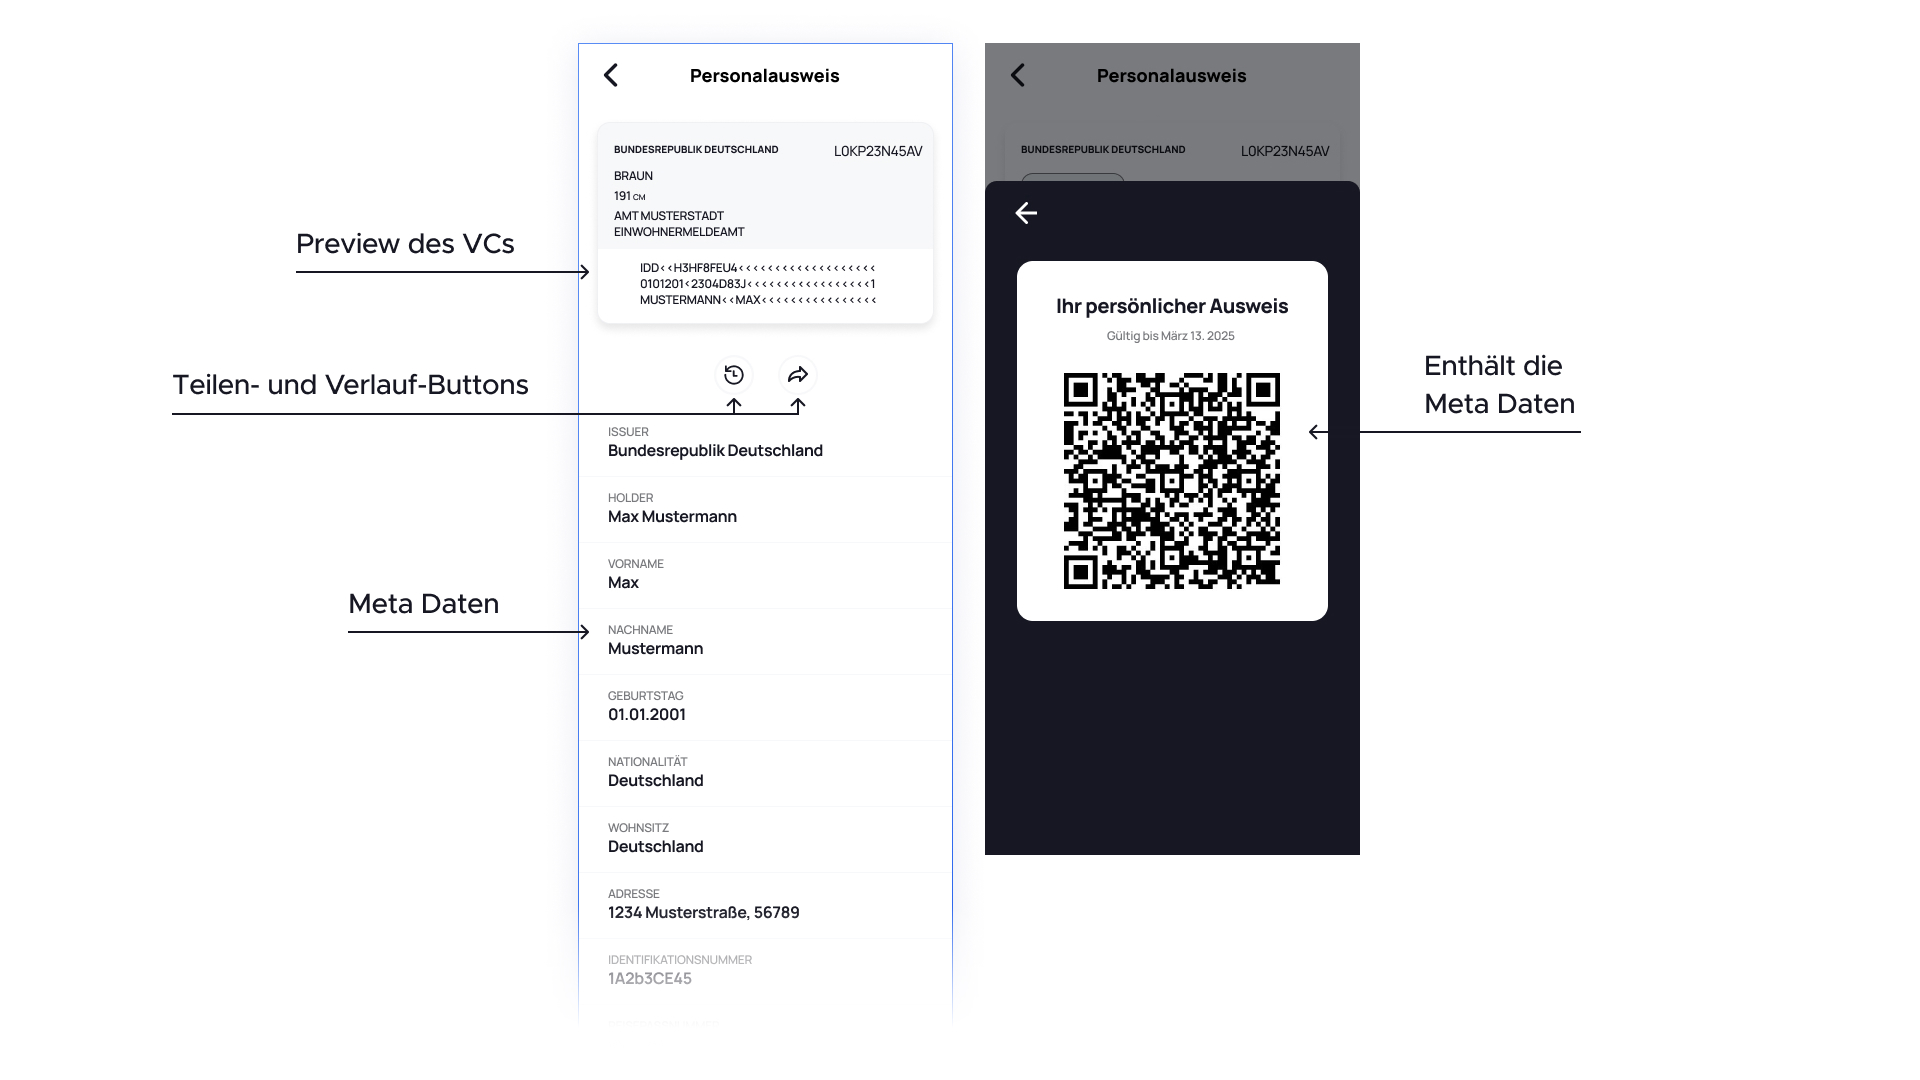 Personalausweis
BUNDESREPUBLIK DEUTSCHLAND
L0KP23N45AV
BRAUN
191 CM
AMT MUSTERSTADT
EINWOHNERMELDEAMT
IDD<<H3HF8FEU4<<<<<<<<<<<<<<<<<<<
0101201<2304D83J<<<<<<<<<<<<<<<<<1
MUSTERMANN<<MAX<<<<<<<<<<<<<<<<
Preview des VCs
Teilen- und Verlauf-Buttons
Meta Daten
ISSUER
Bundesrepublik Deutschland
HOLDER
Max Mustermann
VORNAME
Max
NACHNAME
Mustermann
GEBURTSTAG
01.01.2001
NATIONALITÄT
Deutschland
WOHNSITZ
Deutschland
ADRESSE
1234 Musterstraße, 56789
IDENTIFIKATIONSNUMMER
1A2b3CE45
Personalausweis
BUNDESREPUBLIK DEUTSCHLAND
L0KP23N45AV
Ihr persönlicher Ausweis
Gültig bis März 13. 2025
Enthält die
Meta Daten